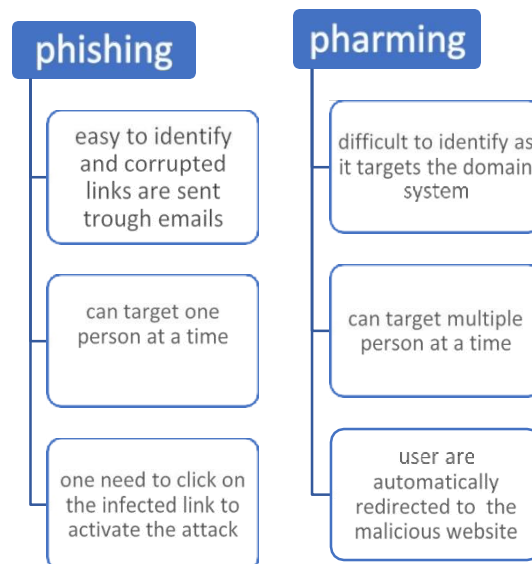 phishing
easy to identify
and corrupted
links are sent
trough emails
can target one
person at a time
one need to click on
the infected link to
activate the attack
pharming
difficult to identify as
it targets the domain
system
can target multiple
person at a time
user are
automatically
redirected to the
malicious website